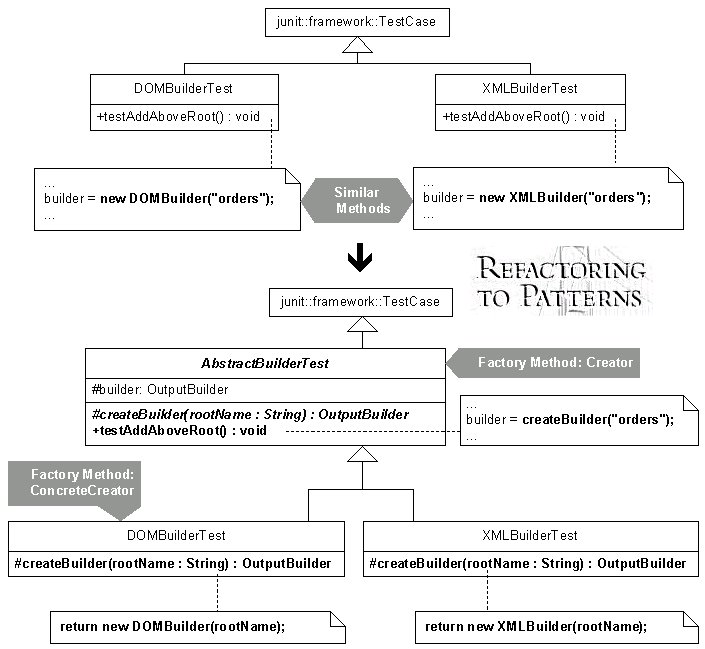 junit::framework::TestCase
DOMBuilderTest
+testAddAboveRoot() : void
XMLBuilderTest
+testAddAboveRoot() : void
...
builder = new DOMBuilder("orders");
...
Similar
Methods
...
builder = new XMLBuilder("orders");
...
REFACTORING
TO PATTERNS
junit::framework::TestCase
AbstractBuilderTest
#builder: OutputBuilder
#createBuilder(rootName : String) : OutputBuilder
+testAddAboveRoot() : void
Factory Method: Creator
...
builder = createBuilder("orders");
...
Factory Method:
ConcreteCreator
DOMBuilderTest
#createBuilder(rootName : String) : OutputBuilder
XMLBuilderTest
#createBuilder(rootName : String) : OutputBuilder
return new DOMBuilder(rootName);
return new XMLBuilder(rootName);